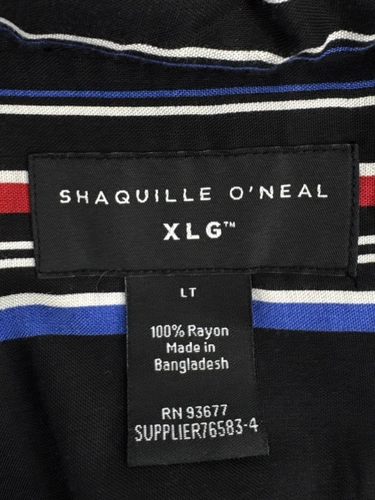 SHAQUILLE O'NEAL
XLG™
LT
100% Rayon
Made in
Bangladesh
RN 93677
SUPPLIER76583-4